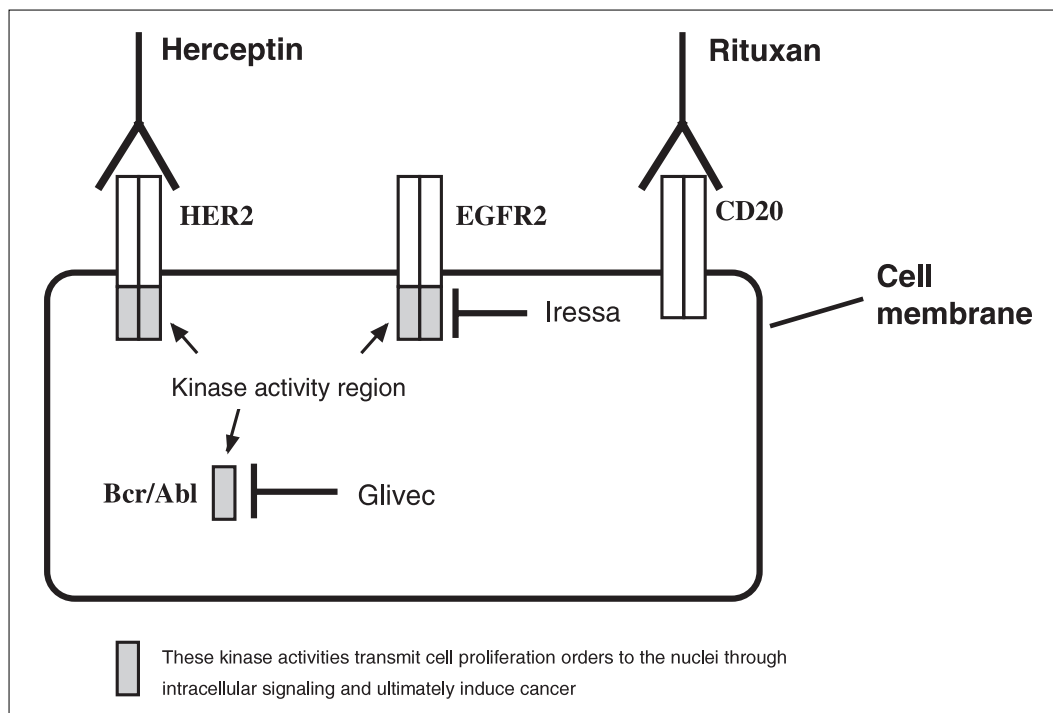 Herceptin
Rituxan
HER2
EGFR2
CD20
Cell
membrane
Iressa
Kinase activity region
Bcr/Abl
Glivec
These kinase activities transmit cell proliferation orders to the nuclei through
intracellular signaling and ultimately induce cancer